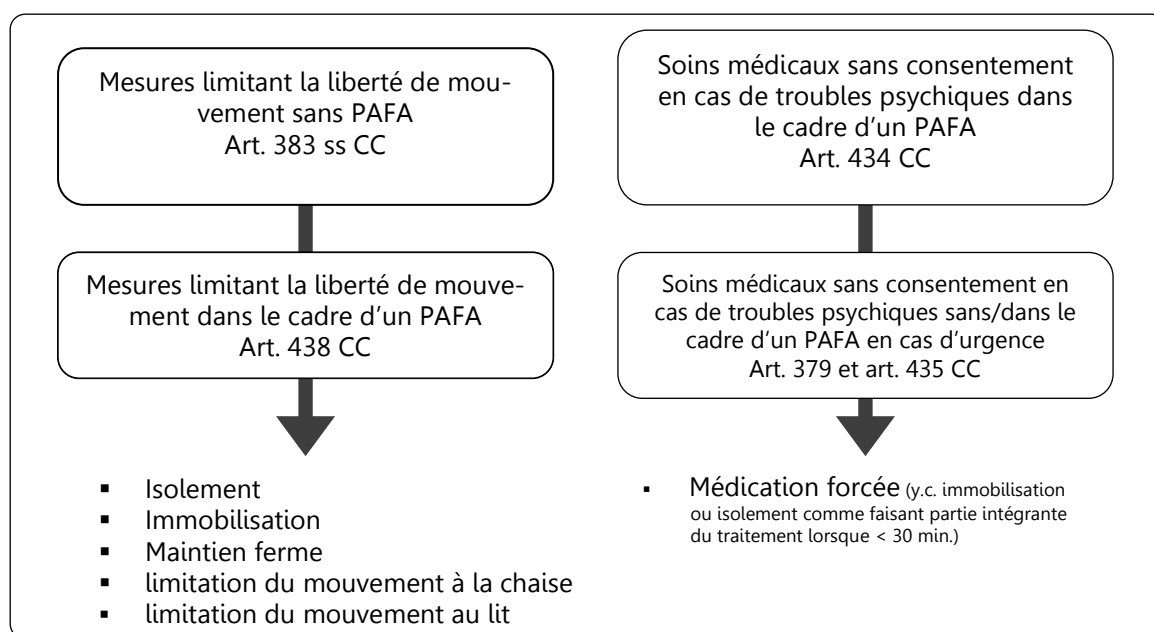 Mesures limitant la liberté de mou-
vement sans PAFA
Art. 383 ss CC
Mesures limitant la liberté de mouve-
ment dans le cadre d'un PAFA
Art. 438 CC
▪ Isolement
▪ Immobilisation
▪ Maintien ferme
▪ limitation du mouvement à la chaise
▪ limitation du mouvement au lit
Soins médicaux sans consentement
en cas de troubles psychiques dans
le cadre d'un PAFA
Art. 434 CC
Soins médicaux sans consentement en
cas de troubles psychiques sans/dans le
cadre d'un PAFA en cas d'urgence
Art. 379 et art. 435 CC
▪ Médication forcée (y.c. immobilisation
ou isolement comme faisant partie intégrante
du traitement lorsque < 30 min.)